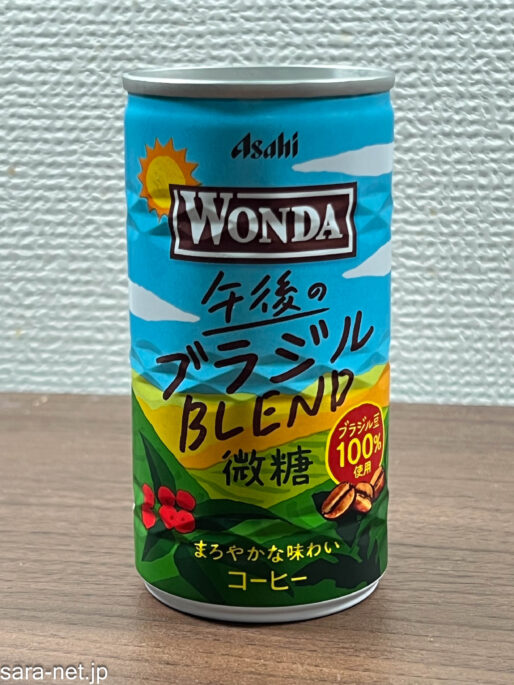 Asahi
WONDA
午後の
ブラジル
BLEND
微糖
ブラジル豆
100%
使用
まろやかな味わい
コーヒー
sara-net.jp